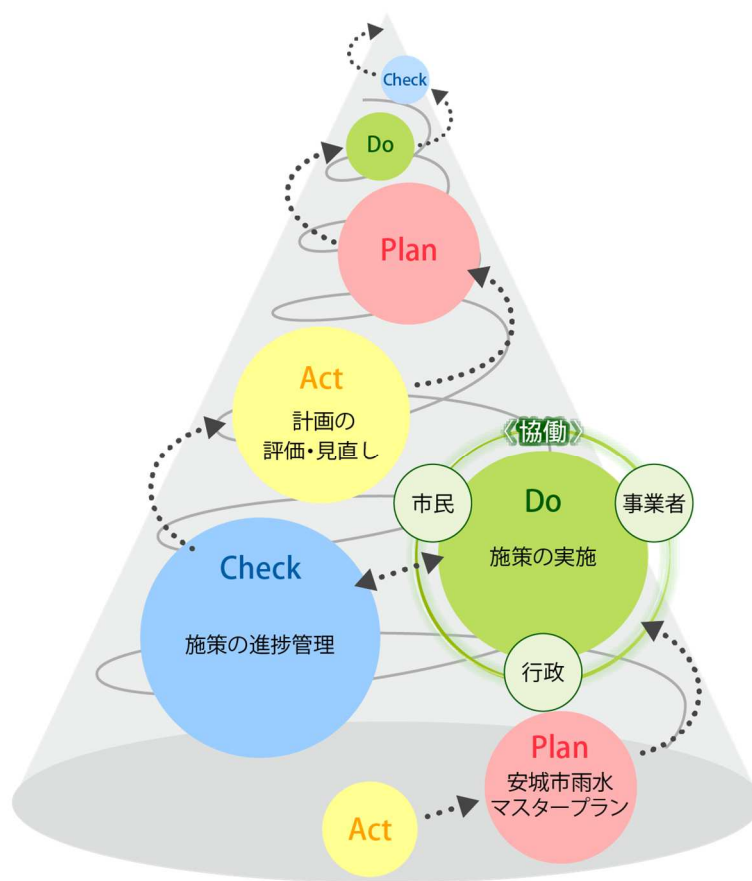 Check
Do
Plan
Act
計画の
評価・見直し
《協働》
市民
事業者
Do
施策の実施
Check
施策の進捗管理
行政
Plan
安城市雨水
マスタープラン
Act